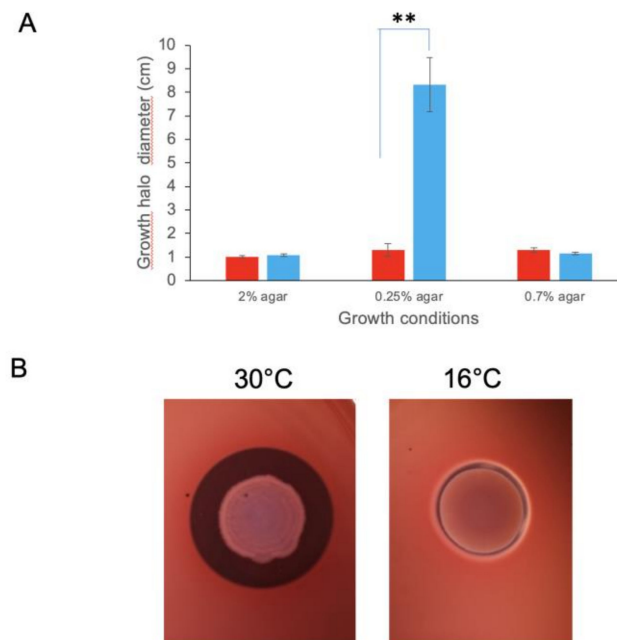 A
**
Growth halo diameter (cm)
10
9
8
7
6
5
4
3
2
1
0
2% agar 0.25% agar 0.7% agar
Growth conditions
B
30°C 16°C